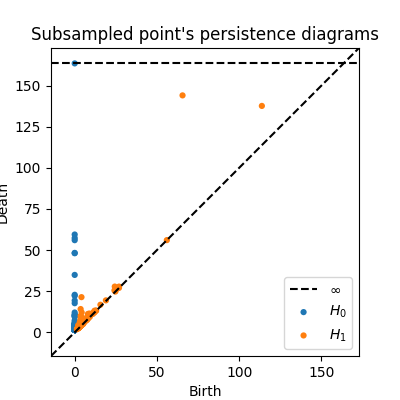 Subsampled point's persistence diagrams
150
125
100
75
50
25
0
Death
0 50 100 150
Birth
∞
H₀
H₁